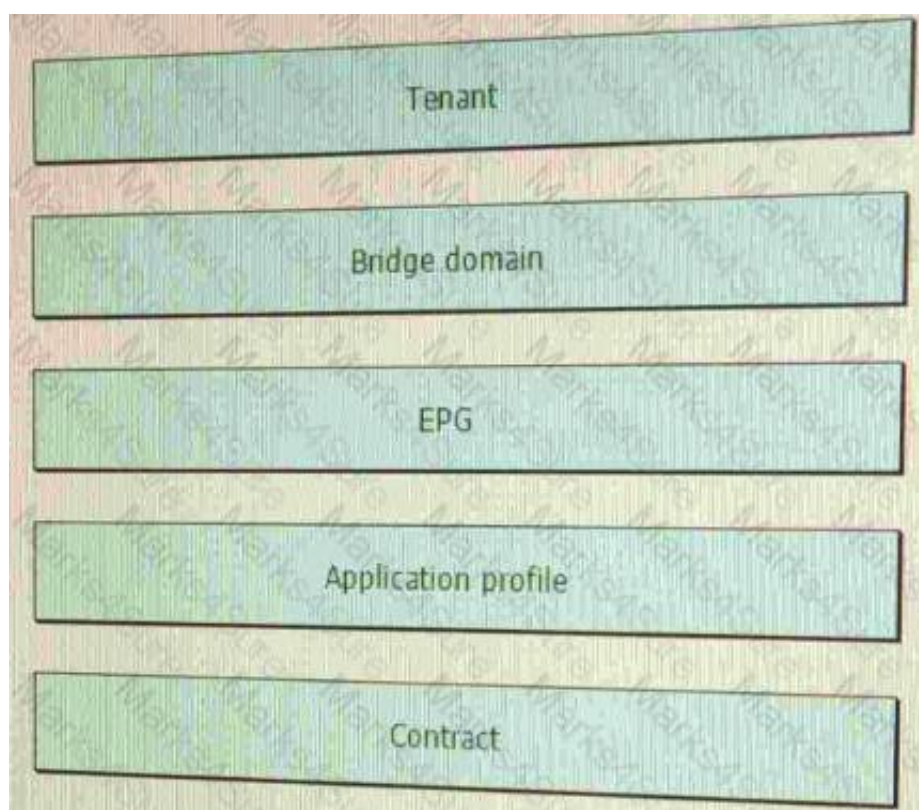 Tenant
Bridge domain
EPG
Application profile
Contract